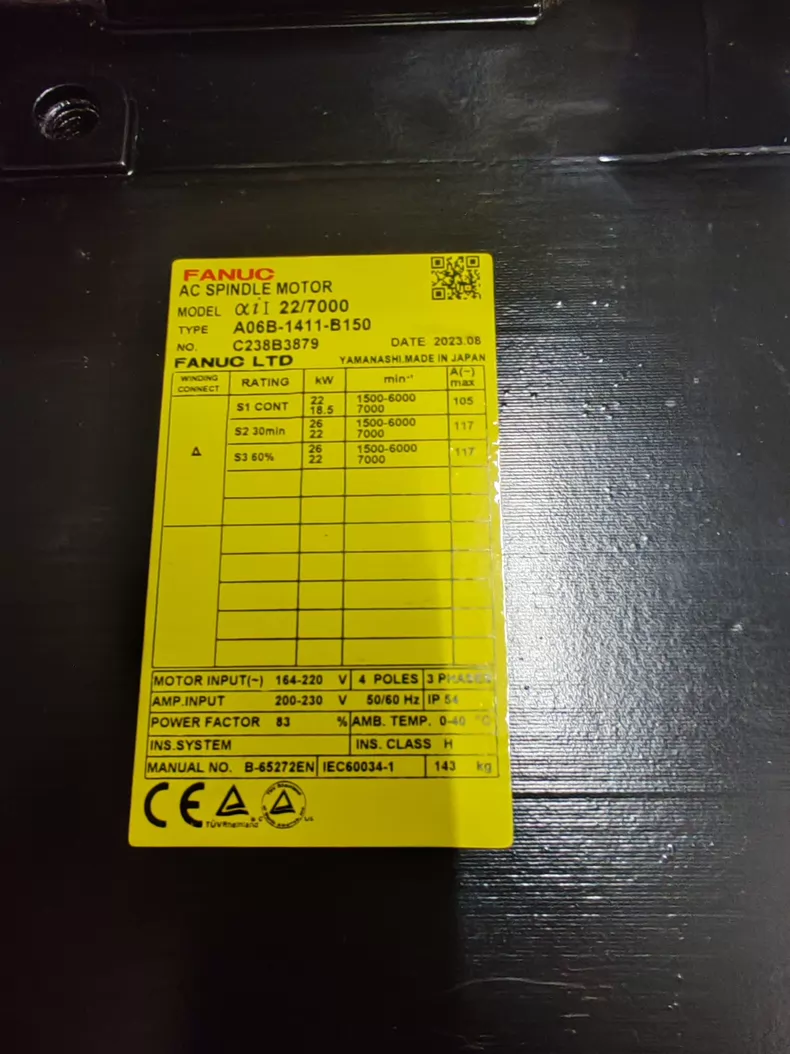 FANUC
AC SPINDLE MOTOR
MODEL αiI 22/7000
TYPE A06B-1411-B150
NO. C238B3879 DATE 2023.08
FANUC LTD YAMANASHI.MADE IN JAPAN
WINDING CONNECT RATING kW min⁻¹ A(~) max
Δ
S1 CONT 22 1500-6000 105
18.5 7000
S2 30min 26 1500-6000 117
22 7000
S3 60% 26 1500-6000 117
22 7000
MOTOR INPUT(~) 164-220 V 4 POLES 3 PHASES
AMP.INPUT 200-230 V 50/60 Hz IP 54
POWER FACTOR 83 % AMB. TEMP. 0-40 °C
INS.SYSTEM INS. CLASS H
MANUAL NO. B-65272EN IEC60034-1 143 kg
CE
TÜVRheinland
C US